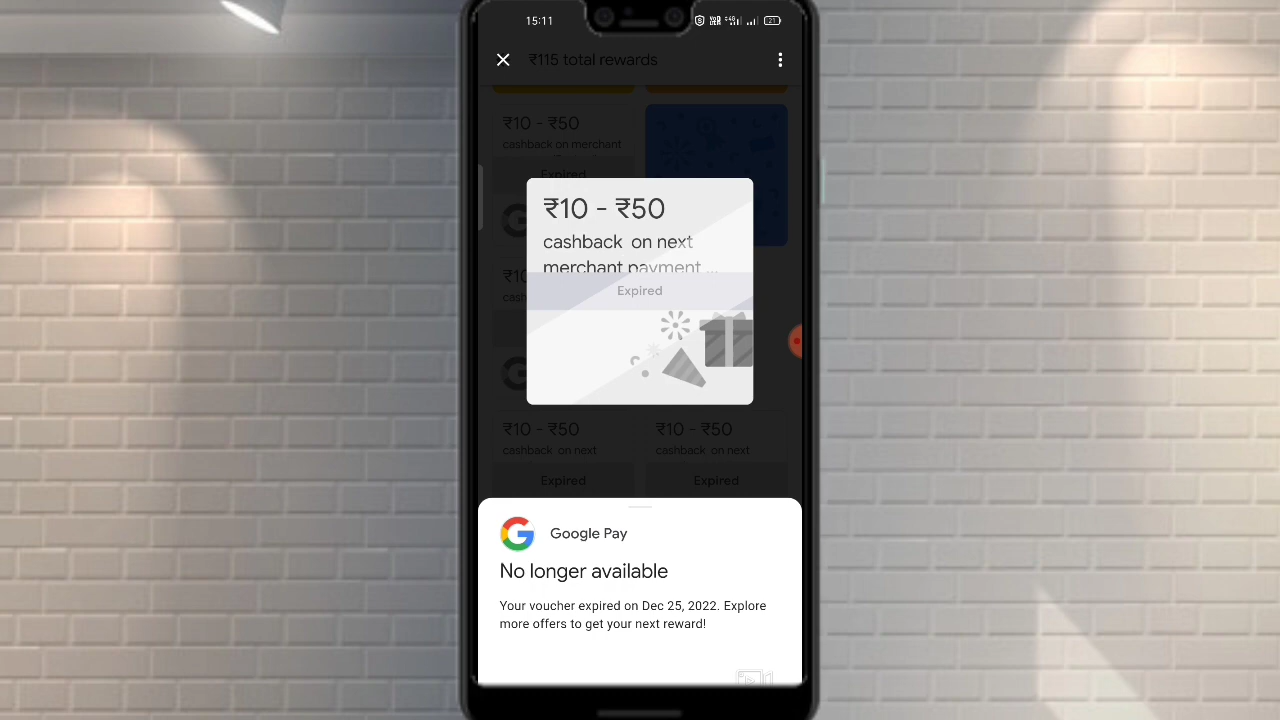 15:11
₹115 total rewards
₹10 - ₹50
cashback on merchant
Expired
₹10 - ₹50
cashback on next
merchant payment ...
Expired
₹10 - ₹50
cashback on next
Expired
₹10 - ₹50
cashback on next
Expired
Google Pay
No longer available
Your voucher expired on Dec 25, 2022. Explore
more offers to get your next reward!